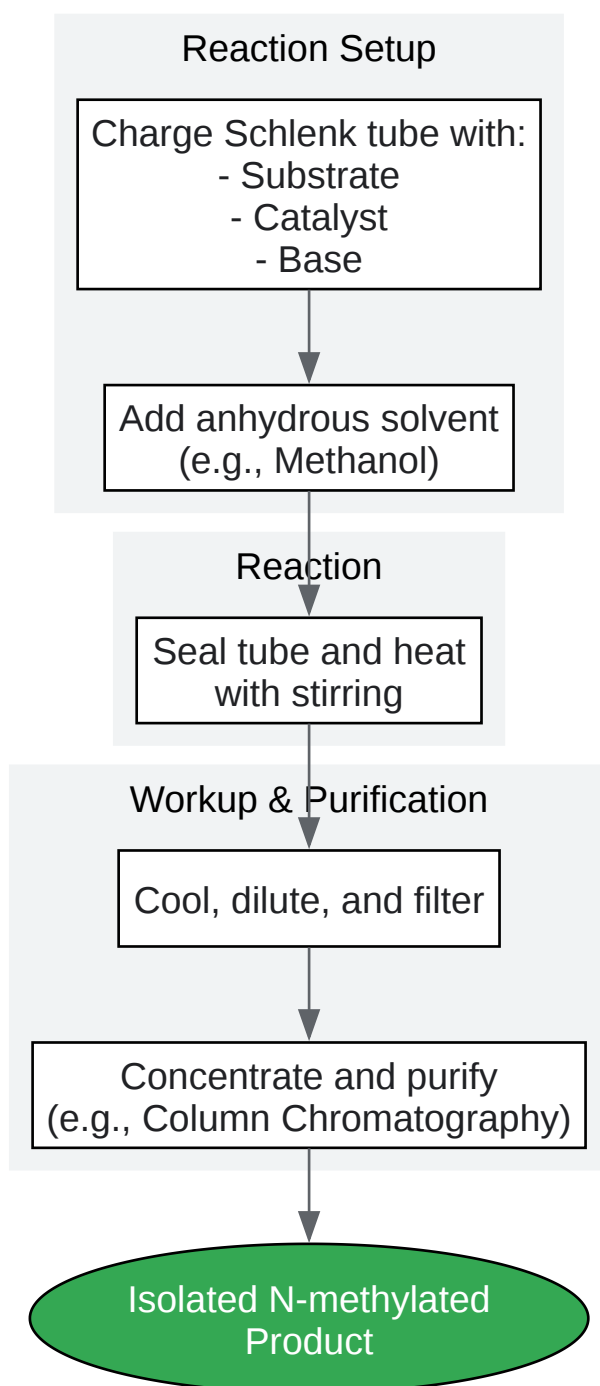 Reaction Setup
Charge Schlenk tube with:
- Substrate
- Catalyst
- Base
Add anhydrous solvent
(e.g., Methanol)
Reaction
Seal tube and heat
with stirring
Workup & Purification
Cool, dilute, and filter
Concentrate and purify
(e.g., Column Chromatography)
Isolated N-methylated
Product